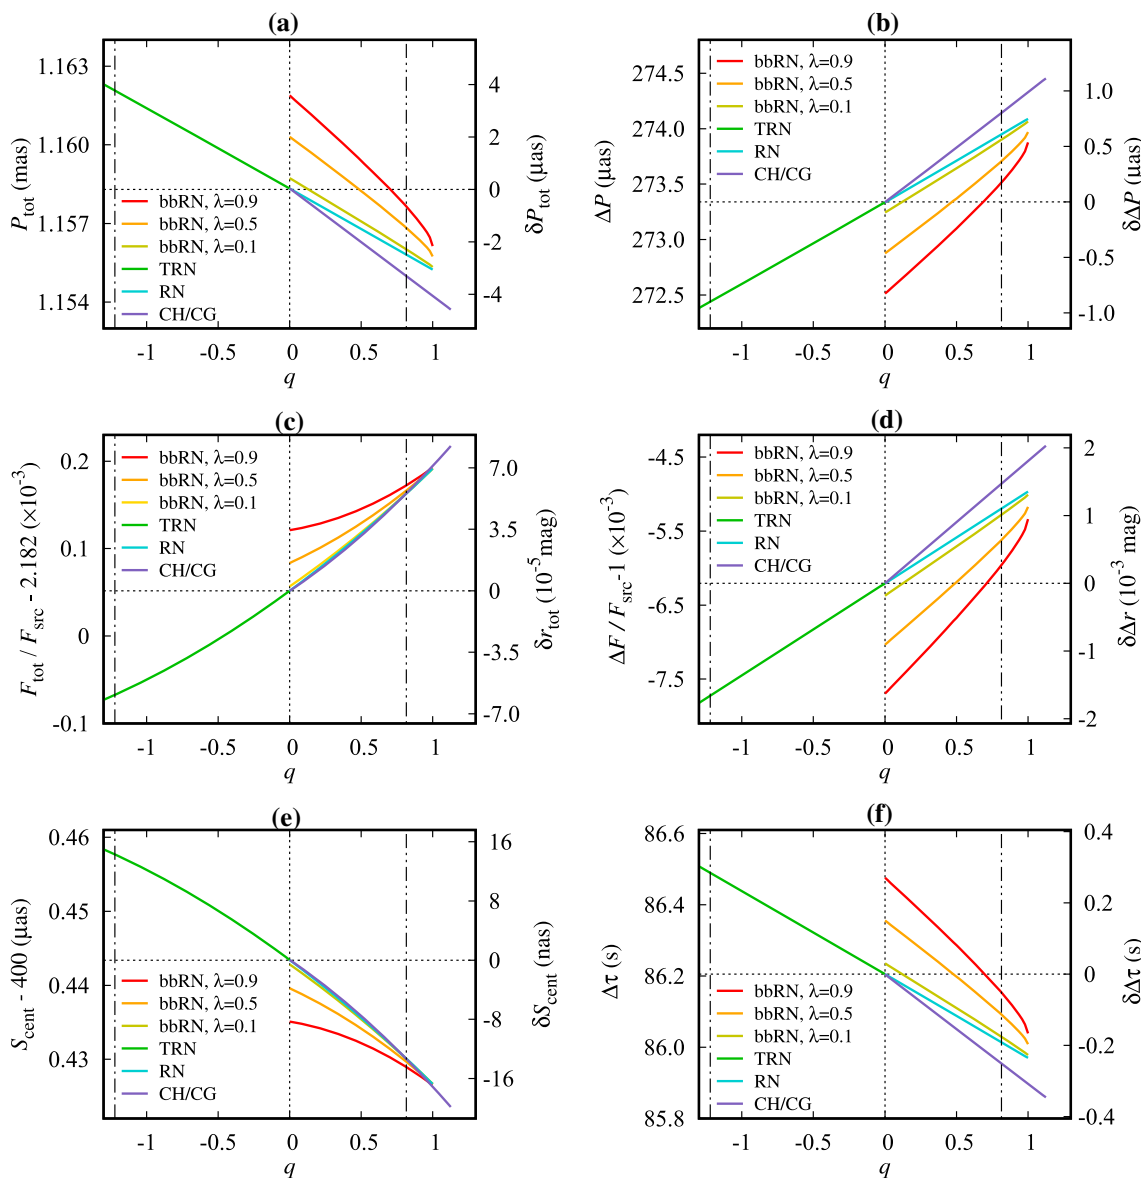 (a)
1.163
1.160
1.157
1.154
P_tot (mas)
4
2
0
-2
-4
δP_tot (μas)
bbRN, λ=0.9
bbRN, λ=0.5
bbRN, λ=0.1
TRN
RN
CH/CG
-1 -0.5 0 0.5 1
q
(b)
274.5
274.0
273.5
273.0
272.5
ΔP (μas)
1.0
0.5
0
-0.5
-1.0
δΔP (μas)
bbRN, λ=0.9
bbRN, λ=0.5
bbRN, λ=0.1
TRN
RN
CH/CG
-1 -0.5 0 0.5 1
q
(c)
0.2
0.1
0
-0.1
F_tot / F_src - 2.182 (×10^-3)
7.0
3.5
0
-3.5
-7.0
δr_tot (10^-5 mag)
bbRN, λ=0.9
bbRN, λ=0.5
bbRN, λ=0.1
TRN
RN
CH/CG
-1 -0.5 0 0.5 1
q
(d)
-4.5
-5.5
-6.5
-7.5
ΔF / F_src-1 (×10^-3)
2
1
0
-1
-2
δΔr (10^-3 mag)
bbRN, λ=0.9
bbRN, λ=0.5
bbRN, λ=0.1
TRN
RN
CH/CG
-1 -0.5 0 0.5 1
q
(e)
0.46
0.45
0.44
0.43
S_cent - 400 (μas)
16
8
0
-8
-16
δS_cent (nas)
bbRN, λ=0.9
bbRN, λ=0.5
bbRN, λ=0.1
TRN
RN
CH/CG
-1 -0.5 0 0.5 1
q
(f)
86.6
86.4
86.2
86.0
85.8
Δτ (s)
0.4
0.2
0
-0.2
-0.4
δΔτ (s)
bbRN, λ=0.9
bbRN, λ=0.5
bbRN, λ=0.1
TRN
RN
CH/CG
-1 -0.5 0 0.5 1
q